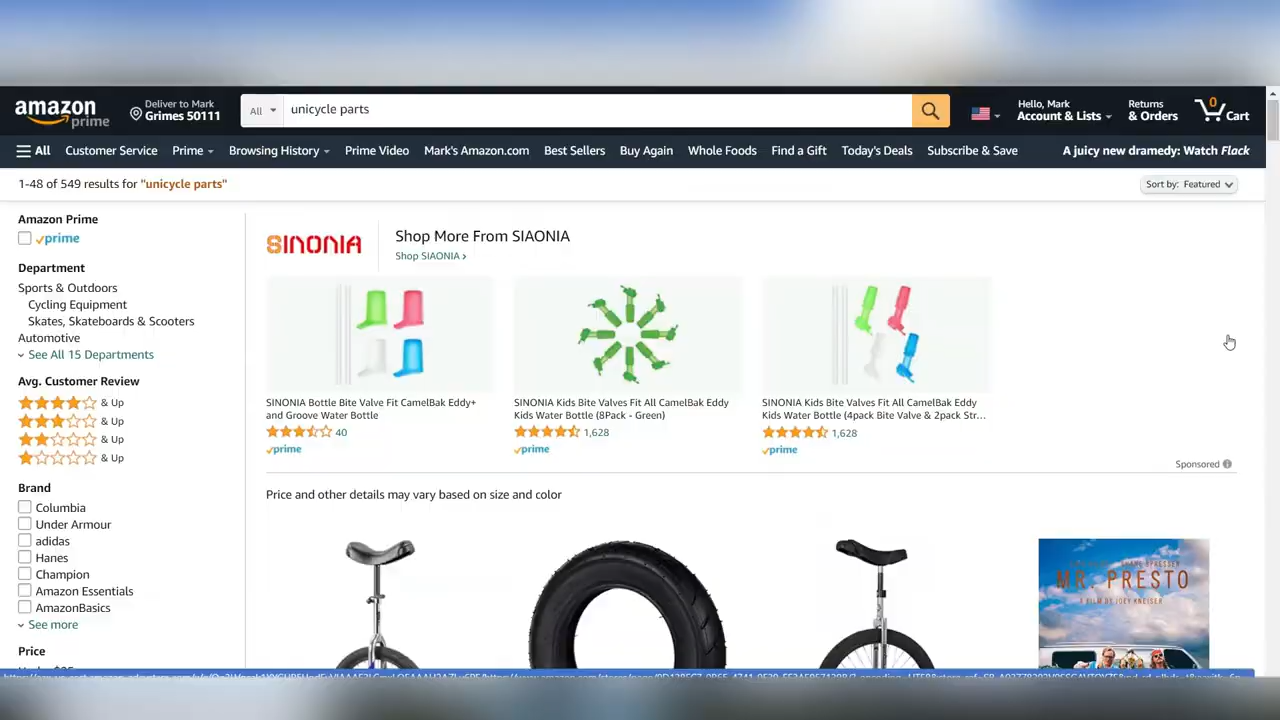 amazon prime
Deliver to Mark
Grimes 50111
All
unicycle parts
Hello, Mark
Account & Lists
Returns
& Orders
0
Cart
All
Customer Service
Prime
Browsing History
Prime Video
Mark's Amazon.com
Best Sellers
Buy Again
Whole Foods
Find a Gift
Today's Deals
Subscribe & Save
A juicy new dramedy: Watch Flack
1-48 of 549 results for "unicycle parts"
Sort by: Featured
Amazon Prime
prime
Department
Sports & Outdoors
Cycling Equipment
Skates, Skateboards & Scooters
Automotive
See All 15 Departments
Avg. Customer Review
& Up
& Up
& Up
& Up
Brand
Columbia
Under Armour
adidas
Hanes
Champion
Amazon Essentials
AmazonBasics
See more
Price
SINONIA
Shop More From SIAONIA
Shop SIAONIA ›
SINONIA Bottle Bite Valve Fit CamelBak Eddy+
and Groove Water Bottle
40
prime
SINONIA Kids Bite Valves Fit All CamelBak Eddy
Kids Water Bottle (8Pack - Green)
1,628
prime
SINONIA Kids Bite Valves Fit All CamelBak Eddy
Kids Water Bottle (4pack Bite Valve & 2pack Str...
1,628
prime
Sponsored
Price and other details may vary based on size and color
MR. PRESTO
A FILM BY JOEY KNEISER